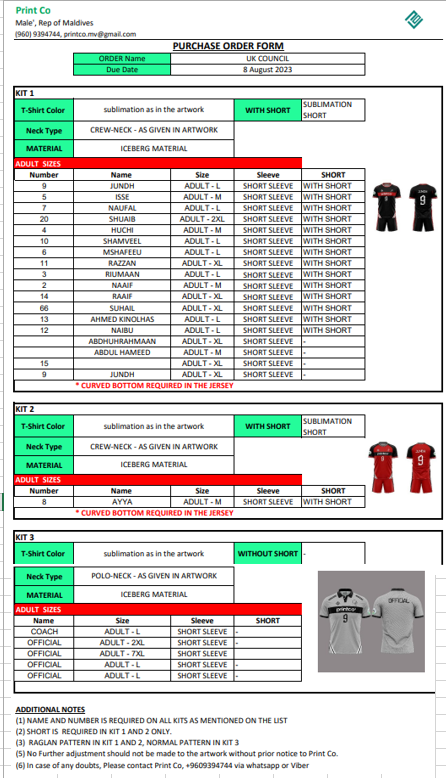 Print Co
Male', Rep of Maldives
(960) 9394744, printco.mv@gmail.com
PURCHASE ORDER FORM
ORDER Name UK COUNCIL
Due Date 8 August 2023
KIT 1
T-Shirt Color sublimation as in the artwork WITH SHORT SUBLIMATION SHORT
Neck Type CREW-NECK - AS GIVEN IN ARTWORK
MATERIAL ICEBERG MATERIAL
ADULT SIZES
Number Name Size Sleeve SHORT
9 JUNDH ADULT - L SHORT SLEEVE WITH SHORT
5 ISSE ADULT - M SHORT SLEEVE WITH SHORT
7 NAUFAL ADULT - L SHORT SLEEVE WITH SHORT
20 SHUAIB ADULT - 2XL SHORT SLEEVE WITH SHORT
4 HUCHI ADULT - M SHORT SLEEVE WITH SHORT
10 SHAMVEEL ADULT - L SHORT SLEEVE WITH SHORT
6 MSHAFEEU ADULT - L SHORT SLEEVE WITH SHORT
11 RAZZAN ADULT - XL SHORT SLEEVE WITH SHORT
3 RIUMAAN ADULT - L SHORT SLEEVE WITH SHORT
2 NAAIF ADULT - M SHORT SLEEVE WITH SHORT
14 RAAIF ADULT - XL SHORT SLEEVE WITH SHORT
66 SUHAIL ADULT - XL SHORT SLEEVE WITH SHORT
13 AHMED KINOLHAS ADULT - L SHORT SLEEVE WITH SHORT
12 NAIBU ADULT - L SHORT SLEEVE WITH SHORT
ABDHUHRAHMAAN ADULT - XL SHORT SLEEVE -
ABDUL HAMEED ADULT - M SHORT SLEEVE -
15 ADULT - XL SHORT SLEEVE -
9 JUNDH ADULT - XL SHORT SLEEVE -
* CURVED BOTTOM REQUIRED IN THE JERSEY
KIT 2
T-Shirt Color sublimation as in the artwork WITH SHORT SUBLIMATION SHORT
Neck Type CREW-NECK - AS GIVEN IN ARTWORK
MATERIAL ICEBERG MATERIAL
ADULT SIZES
Number Name Size Sleeve SHORT
8 AYYA ADULT - M SHORT SLEEVE WITH SHORT
* CURVED BOTTOM REQUIRED IN THE JERSEY
9
KIT 3
T-Shirt Color sublimation as in the artwork WITHOUT SHORT -
Neck Type POLO-NECK - AS GIVEN IN ARTWORK
MATERIAL ICEBERG MATERIAL
ADULT SIZES
Name Size Sleeve SHORT
COACH ADULT - L SHORT SLEEVE -
OFFICIAL ADULT - 2XL SHORT SLEEVE -
OFFICIAL ADULT - 7XL SHORT SLEEVE -
OFFICIAL ADULT - L SHORT SLEEVE -
OFFICIAL ADULT - L SHORT SLEEVE -
printco
9
OFFICIAL
ADDITIONAL NOTES
(1) NAME AND NUMBER IS REQUIRED ON ALL KITS AS MENTIONED ON THE LIST
(2) SHORT IS REQUIRED IN KIT 1 AND 2 ONLY.
(3) RAGLAN PATTERN IN KIT 1 AND 2, NORMAL PATTERN IN KIT 3
(5) No Further adjustment should not be made to the artwork without prior notice to Print Co.
(6) In case of any doubts, Please contact Print Co, +9609394744 via whatsapp or Viber